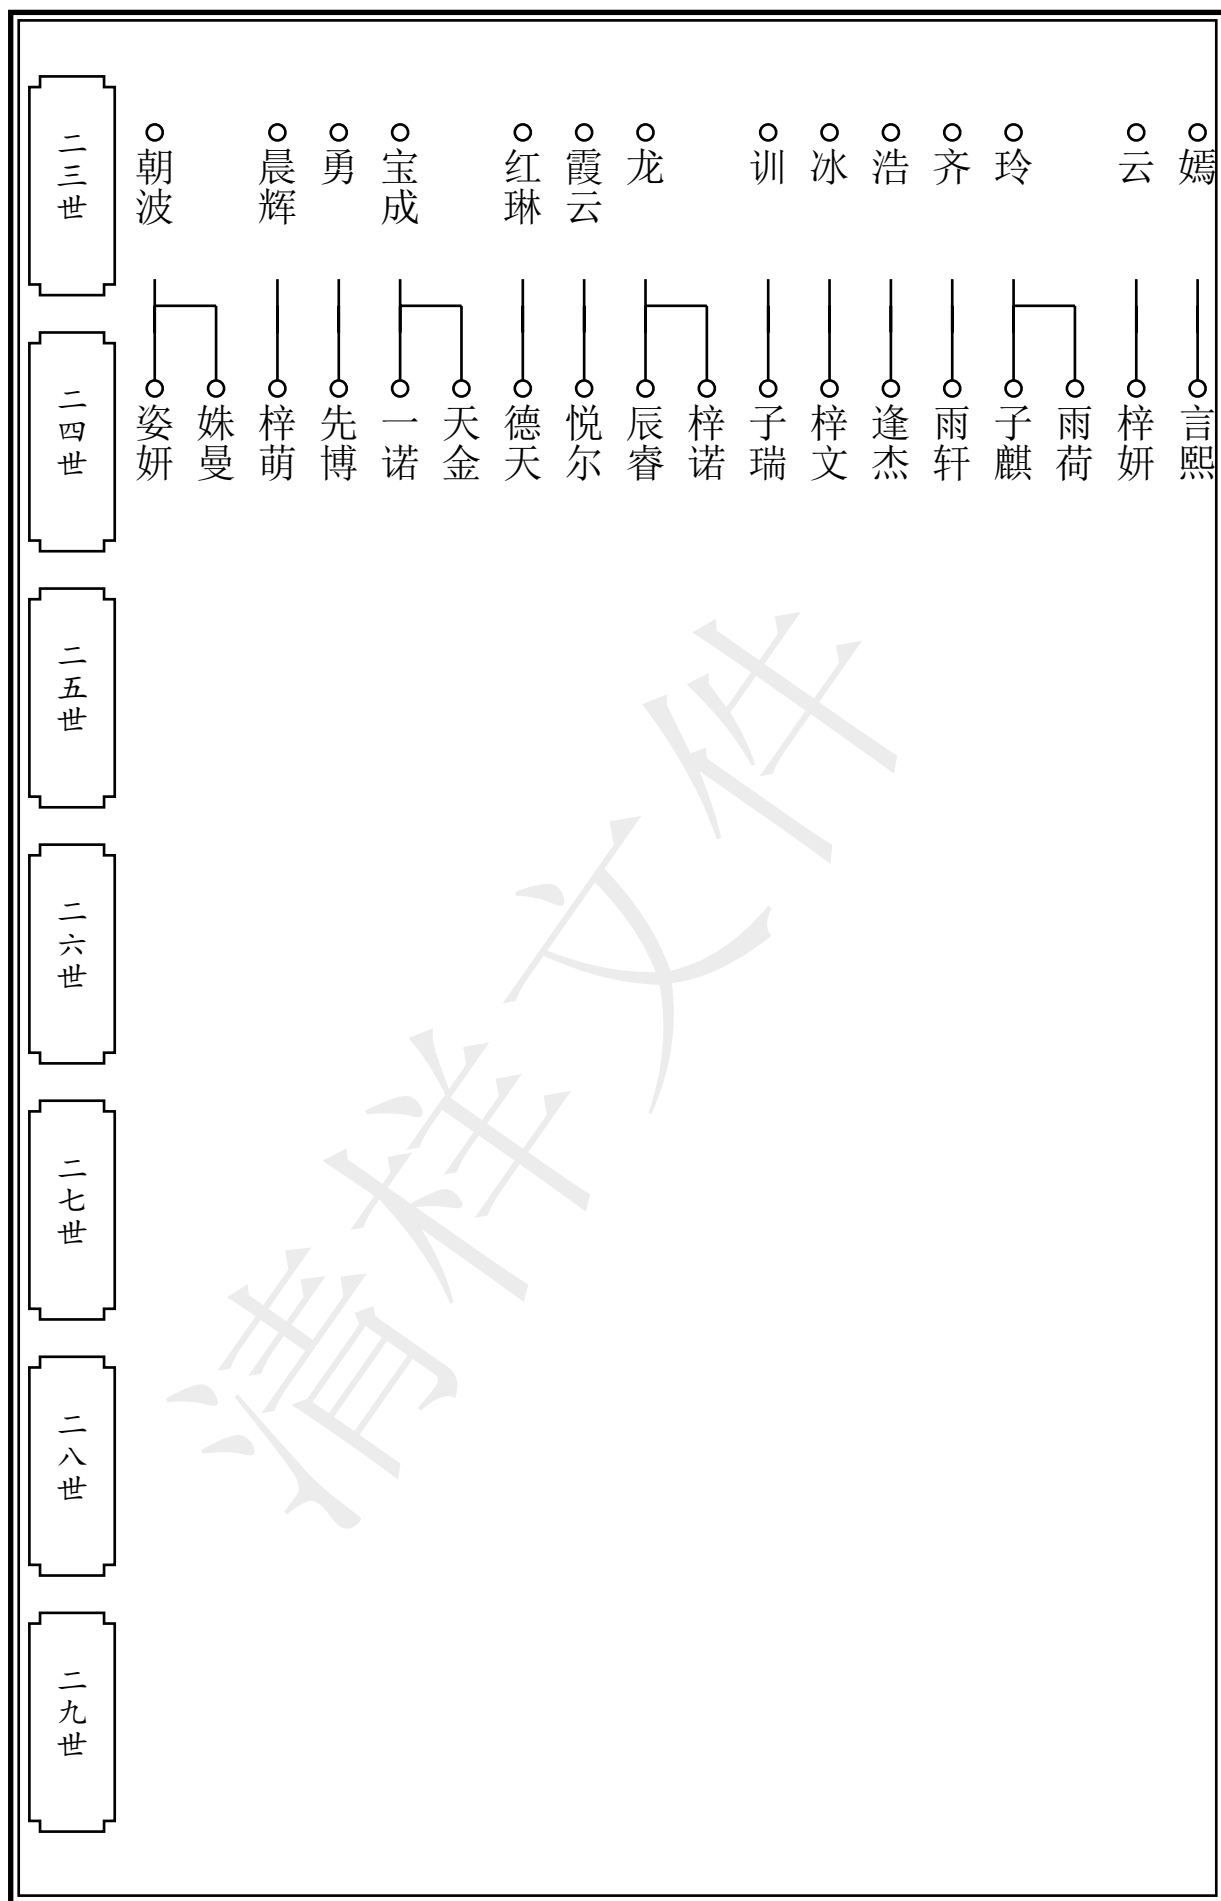 二三世
朝波
晨辉
勇
宝成
红琳
霞云
龙
训
冰
浩
齐
玲
云
嫣
二四世
姿妍
姝曼
梓萌
先博
一诺
天金
德天
悦尔
辰睿
梓诺
子瑞
梓文
逢杰
雨轩
子麒
雨荷
梓妍
言熙
二五世
二六世
二七世
二八世
二九世
清样文件